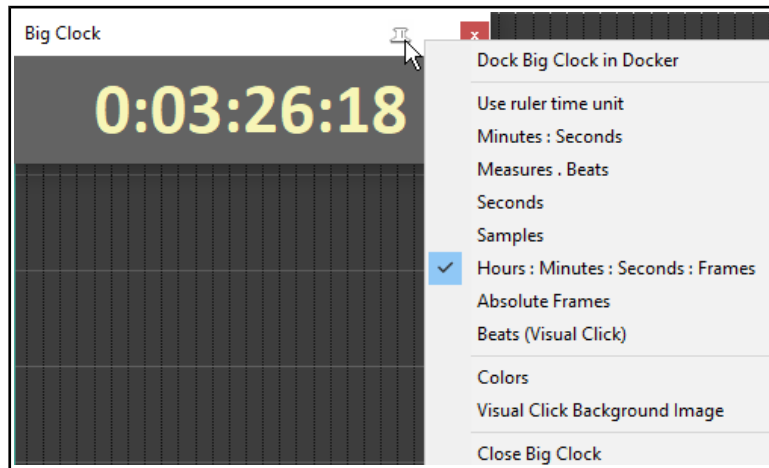 Big Clock
x
0:03:26:18
Dock Big Clock in Docker
Use ruler time unit
Minutes : Seconds
Measures . Beats
Seconds
Samples
Hours : Minutes : Seconds : Frames
Absolute Frames
Beats (Visual Click)
Colors
Visual Click Background Image
Close Big Clock